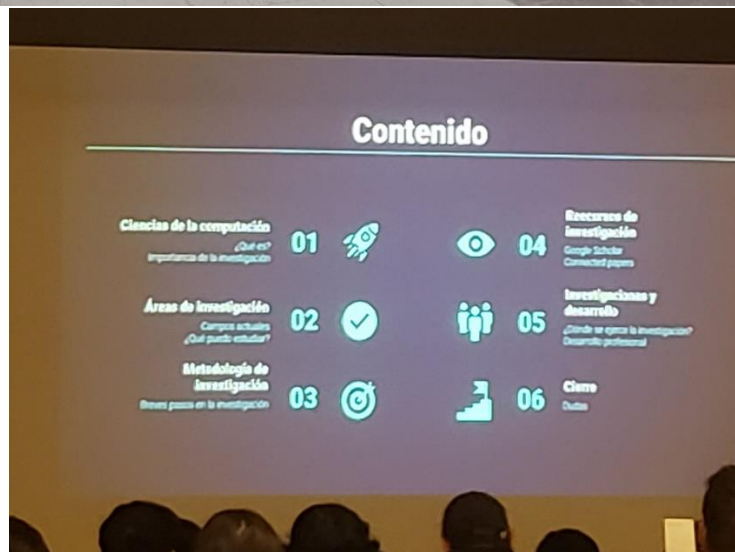 Contenido
Ciencias de la computación
¿Qué es?
Importancia de la investigación
01
Áreas de investigación
Campos actuales
¿Qué puedo estudiar?
02
Metodología de
investigación
Breves pasos en la investigación
03
04
Reecursos de
investigación
Google Scholar
Connected papers
05
Investigaciones y
desarrollo
¿Dónde se ejerce la investigación?
Desarrollo profesional
06
Cierre
Dudas